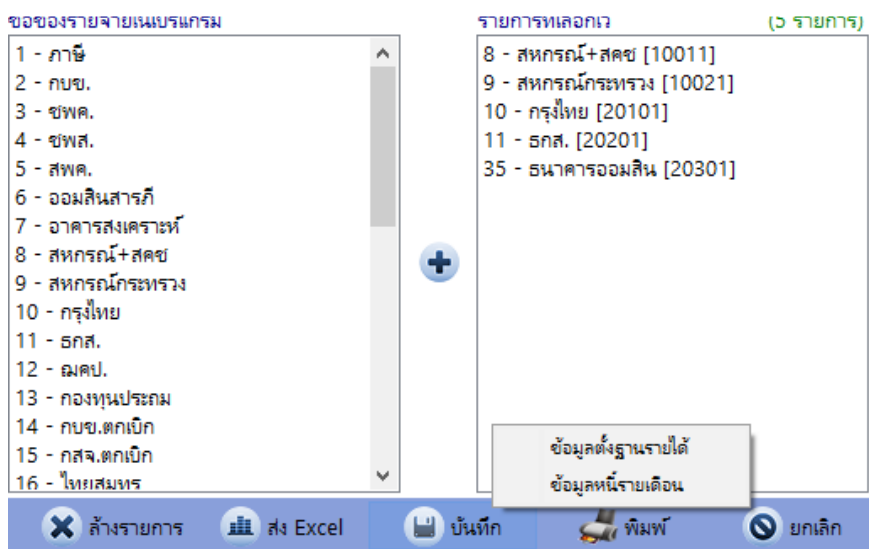 ชื่อของรายจ่ายในโปรแกรม
1 - ภาษี
2 - กบข.
3 - ชพค.
4 - ชพส.
5 - สพค.
6 - ออมสินสารภี
7 - อาคารสงเคราะห์
8 - สหกรณ์+สคช
9 - สหกรณ์กระทรวง
10 - กรุงไทย
11 - ธกส.
12 - ฌคป.
13 - กองทุนประถม
14 - กบข.ตกเบิก
15 - กสจ.ตกเบิก
16 - ไทยสมุทร
รายการที่เลือกไว้ (5 รายการ)
8 - สหกรณ์+สคช [10011]
9 - สหกรณ์กระทรวง [10021]
10 - กรุงไทย [20101]
11 - ธกส. [20201]
35 - ธนาคารออมสิน [20301]
ข้อมูลตั้งฐานรายได้
ข้อมูลหนี้รายเดือน
ล้างรายการ ส่ง Excel บันทึก พิมพ์ ยกเลิก